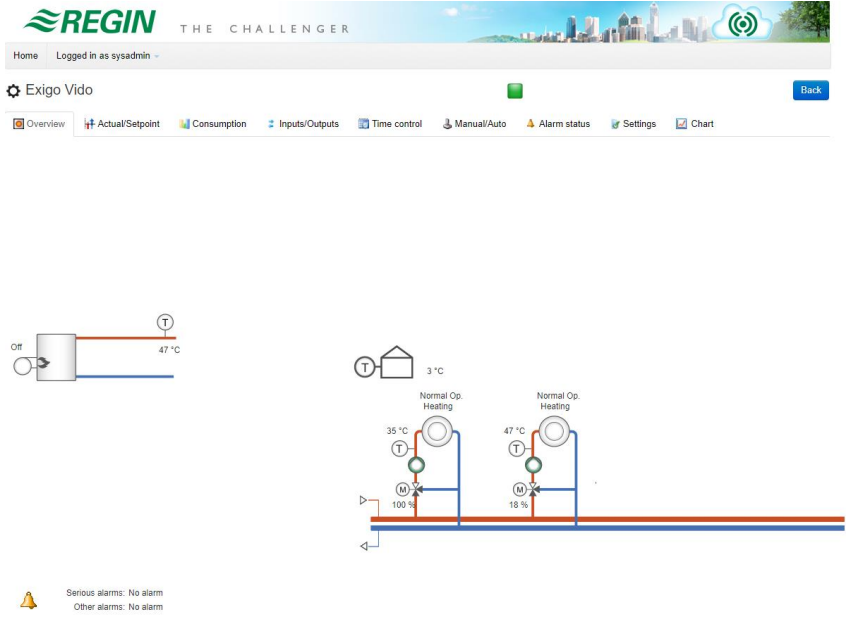 REGIN THE CHALLENGER
Home Logged in as sysadmin
Exigo Vido Back
Overview Actual/Setpoint Consumption Inputs/Outputs Time control Manual/Auto Alarm status Settings Chart
T
Off
47 °C
T
3 °C
Normal Op. Normal Op.
Heating Heating
35 °C 47 °C
T T
M M
100 % 18 %
Serious alarms: No alarm
Other alarms: No alarm